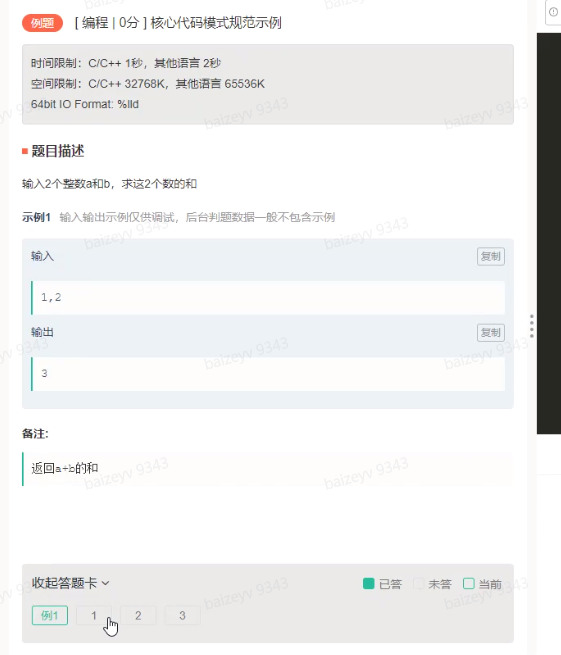 例题 [ 编程 | 0分 ] 核心代码模式规范示例
时间限制：C/C++ 1秒，其他语言 2秒
空间限制：C/C++ 32768K，其他语言 65536K
64bit IO Format: %lld
题目描述
输入2个整数a和b，求这2个数的和
示例1 输入输出示例仅供调试，后台判题数据一般不包含示例
输入 复制
1,2
输出 复制
3
备注:
返回a+b的和
收起答题卡 已答 未答 当前
例1 1 2 3
baizeyv 9343